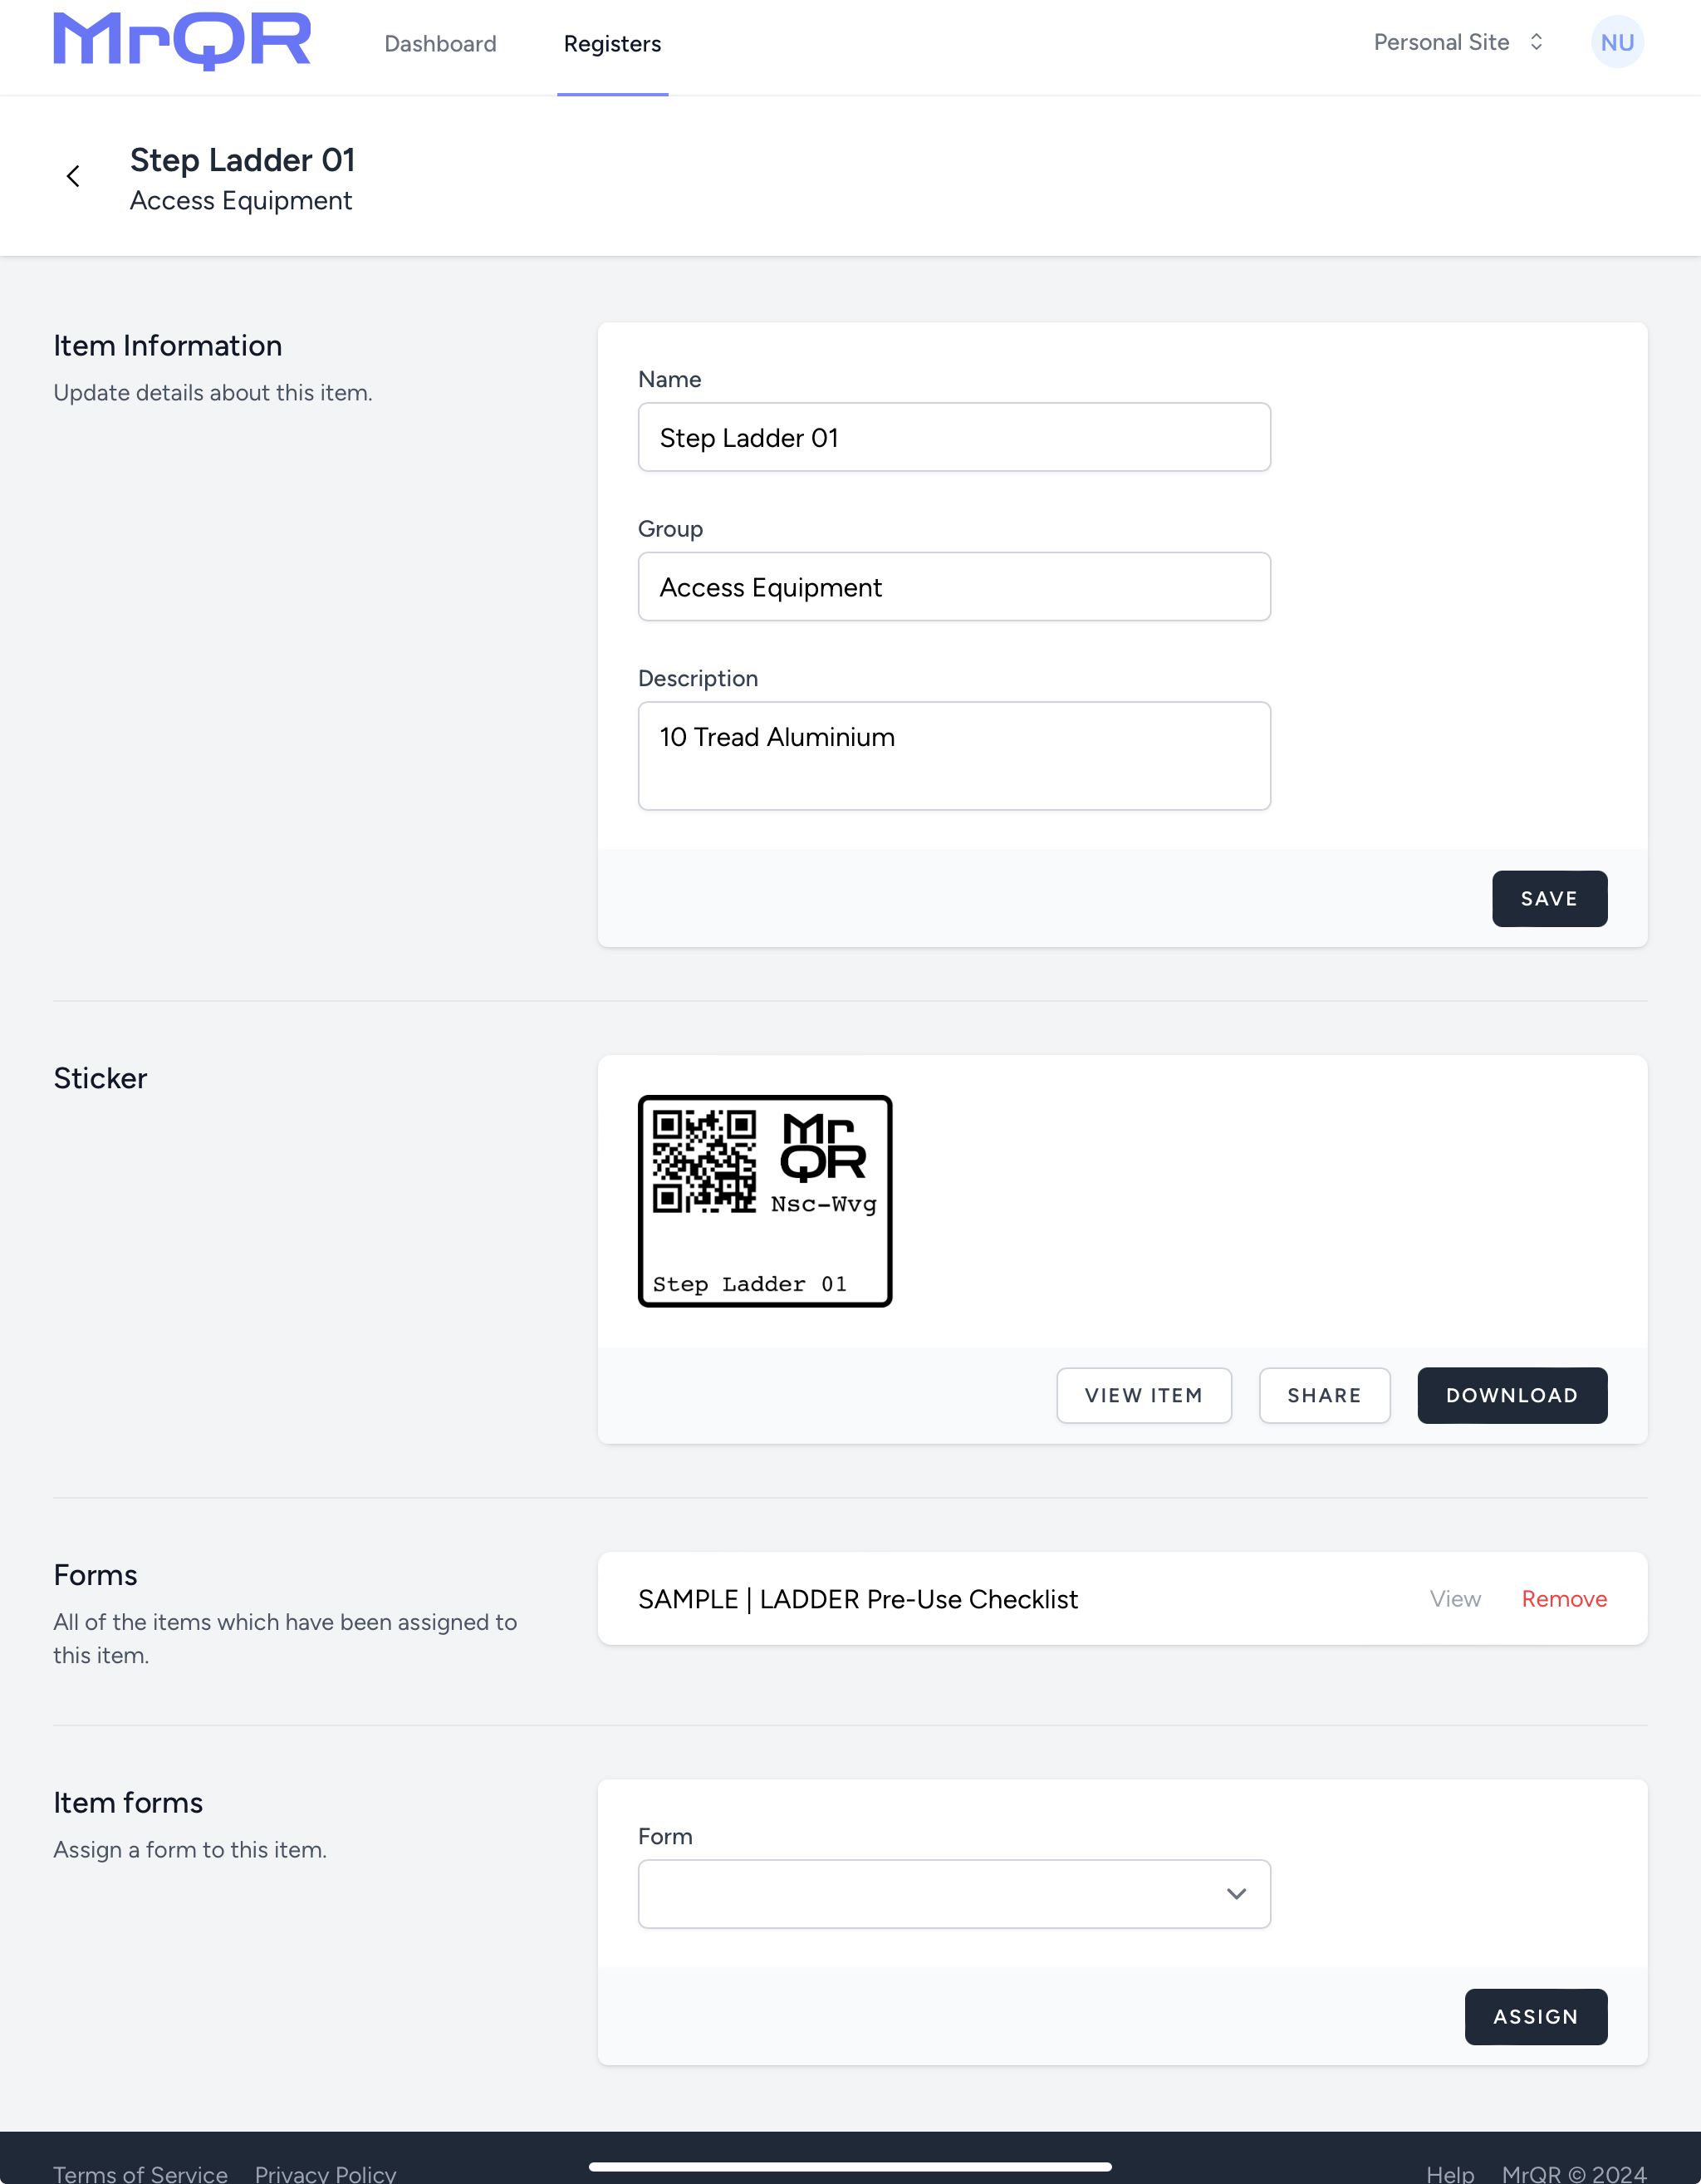 MrQR
Dashboard
Registers
Personal Site
NU
Step Ladder 01
Access Equipment
Item Information
Update details about this item.
Name
Step Ladder 01
Group
Access Equipment
Description
10 Tread Aluminium
SAVE
Sticker
Mr
QR
Nsc-Wvg
Step Ladder 01
VIEW ITEM
SHARE
DOWNLOAD
Forms
All of the items which have been assigned to
this item.
SAMPLE | LADDER Pre-Use Checklist
View
Remove
Item forms
Assign a form to this item.
Form
ASSIGN
Terms of Service
Privacy Policy
Help
MrQR © 2024